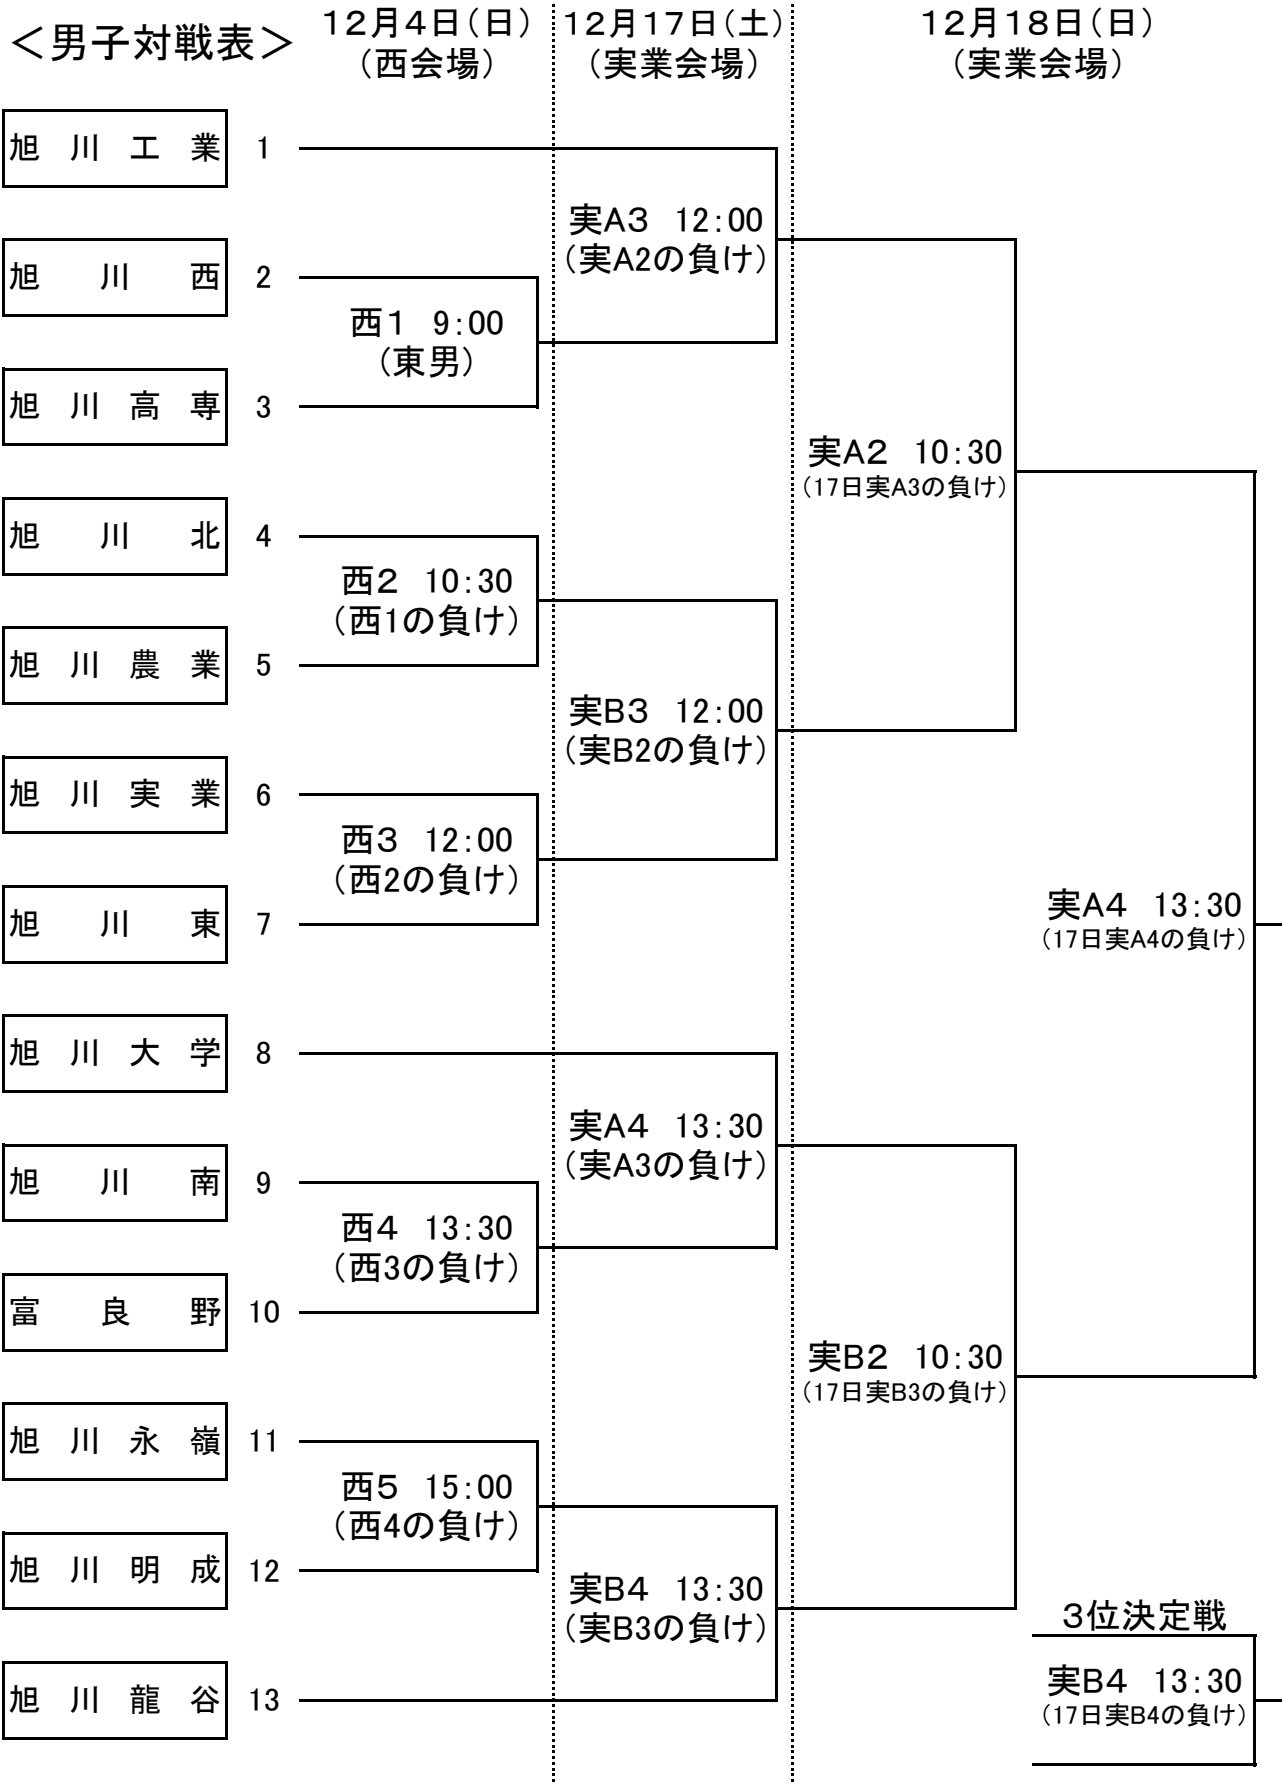 ＜男子対戦表＞
１２月４日（日）
（西会場）
１２月１７日（土）
（実業会場）
１２月１８日（日）
（実業会場）
旭川工業 1
実A３ 12:00
（実A2の負け）
旭川西 2
西１ 9:00
（東男）
旭川高専 3
実A２ 10:30
（17日実A3の負け）
旭川北 4
西２ 10:30
（西1の負け）
旭川農業 5
実B３ 12:00
（実B2の負け）
旭川実業 6
西３ 12:00
（西2の負け）
旭川東 7
実A４ 13:30
（17日実A4の負け）
旭川大学 8
実A４ 13:30
（実A3の負け）
旭川南 9
西４ 13:30
（西3の負け）
富良野 10
実B２ 10:30
（17日実B3の負け）
旭川永嶺 11
西５ 15:00
（西4の負け）
旭川明成 12
実B４ 13:30
（実B3の負け）
３位決定戦
旭川龍谷 13
実B４ 13:30
（17日実B4の負け）